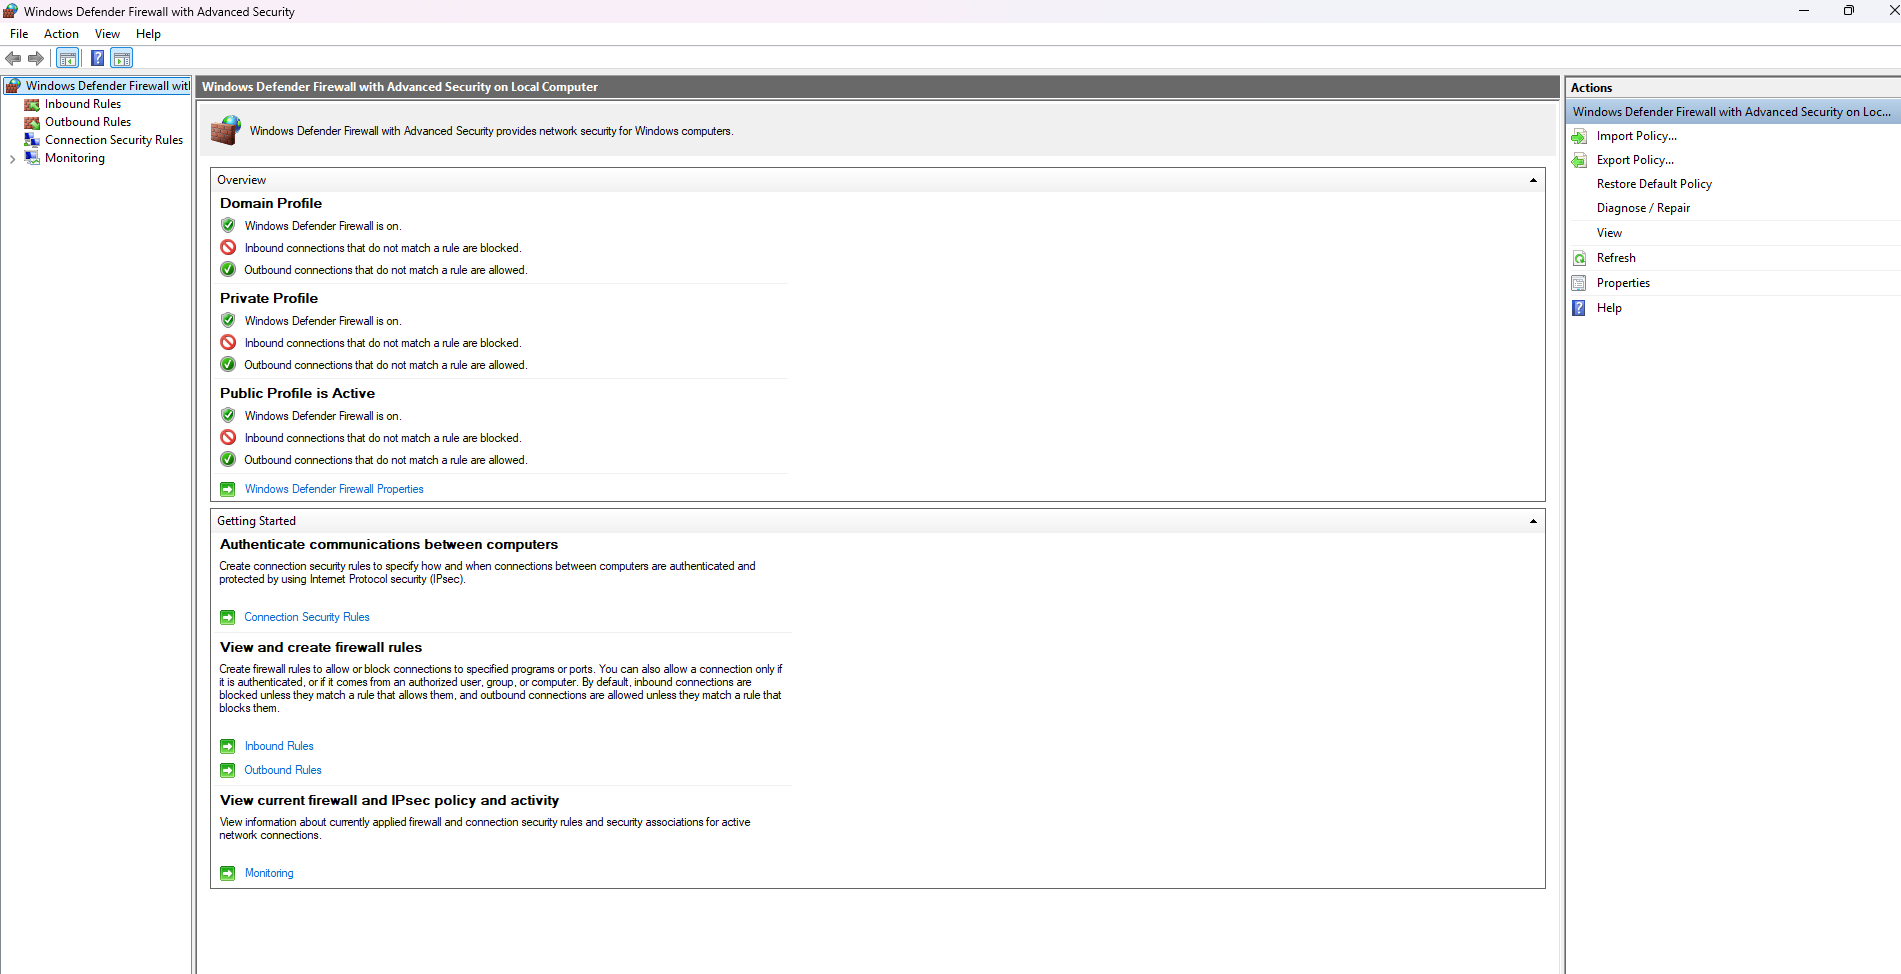 Windows Defender Firewall with Advanced Security
File Action View Help
Windows Defender Firewall wit
Inbound Rules
Outbound Rules
Connection Security Rules
Monitoring
Windows Defender Firewall with Advanced Security on Local Computer
Windows Defender Firewall with Advanced Security provides network security for Windows computers.
Overview
Domain Profile
Windows Defender Firewall is on.
Inbound connections that do not match a rule are blocked.
Outbound connections that do not match a rule are allowed.
Private Profile
Windows Defender Firewall is on.
Inbound connections that do not match a rule are blocked.
Outbound connections that do not match a rule are allowed.
Public Profile is Active
Windows Defender Firewall is on.
Inbound connections that do not match a rule are blocked.
Outbound connections that do not match a rule are allowed.
Windows Defender Firewall Properties
Getting Started
Authenticate communications between computers
Create connection security rules to specify how and when connections between computers are authenticated and
protected by using Internet Protocol security (IPsec).
Connection Security Rules
View and create firewall rules
Create firewall rules to allow or block connections to specified programs or ports. You can also allow a connection only if
it is authenticated, or if it comes from an authorized user, group, or computer. By default, inbound connections are
blocked unless they match a rule that allows them, and outbound connections are allowed unless they match a rule that
blocks them.
Inbound Rules
Outbound Rules
View current firewall and IPsec policy and activity
View information about currently applied firewall and connection security rules and security associations for active
network connections.
Monitoring
Actions
Windows Defender Firewall with Advanced Security on Loc...
Import Policy...
Export Policy...
Restore Default Policy
Diagnose / Repair
View
Refresh
Properties
Help